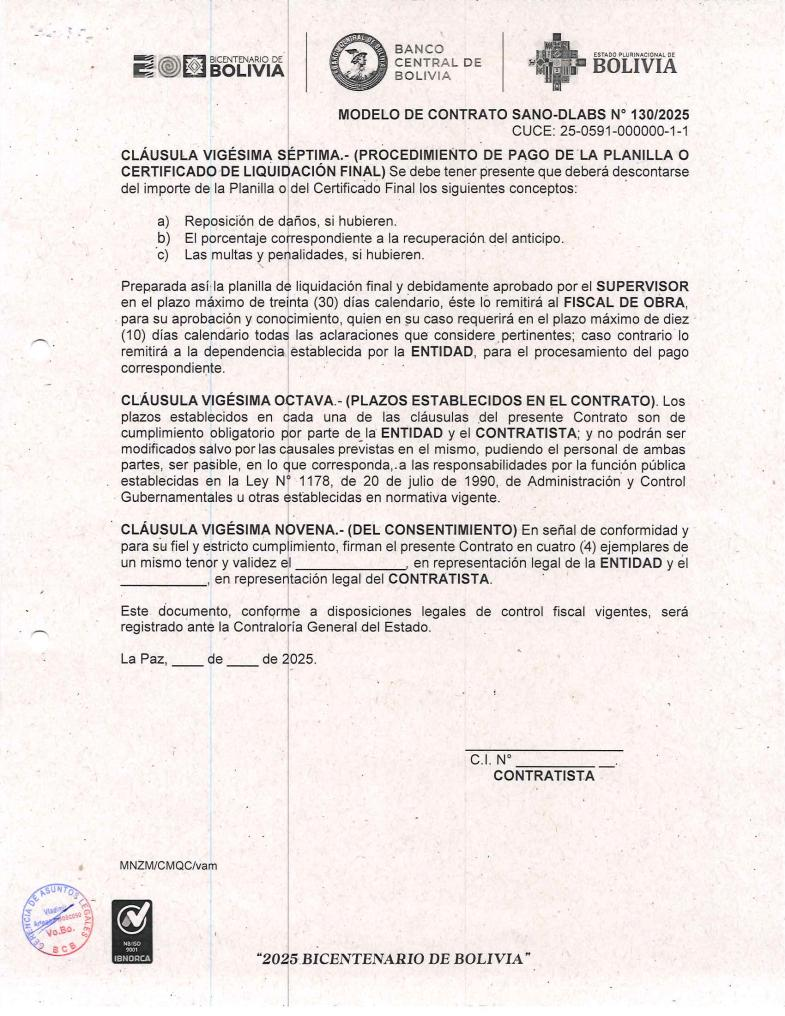 BICENTENARIO DE
BOLIVIA
BANCO CENTRAL DE BOLIVIA
BANCO
CENTRAL DE
BOLIVIA
ESTADO PLURINACIONAL DE
BOLIVIA
MODELO DE CONTRATO SANO-DLABS N° 130/2025
CUCE: 25-0591-000000-1-1
CLÁUSULA VIGÉSIMA SÉPTIMA.- (PROCEDIMIENTO DE PAGO DE LA PLANILLA O
CERTIFICADO DE LIQUIDACIÓN FINAL) Se debe tener presente que deberá descontarse
del importe de la Planilla o del Certificado Final los siguientes conceptos:
a) Reposición de daños, si hubieren.
b) El porcentaje correspondiente a la recuperación del anticipo.
c) Las multas y penalidades, si hubieren.
Preparada así la planilla de liquidación final y debidamente aprobado por el SUPERVISOR
en el plazo máximo de treinta (30) días calendario, éste lo remitirá al FISCAL DE OBRA,
para su aprobación y conocimiento, quien en su caso requerirá en el plazo máximo de diez
(10) días calendario todas las aclaraciones que considere pertinentes; caso contrario lo
remitirá a la dependencia establecida por la ENTIDAD, para el procesamiento del pago
correspondiente.
CLÁUSULA VIGÉSIMA OCTAVA.- (PLAZOS ESTABLECIDOS EN EL CONTRATO). Los
plazos establecidos en cada una de las cláusulas del presente Contrato son de
cumplimiento obligatorio por parte de la ENTIDAD y el CONTRATISTA; y no podrán ser
modificados salvo por las causales previstas en el mismo, pudiendo el personal de ambas
partes, ser pasible, en lo que corresponda, a las responsabilidades por la función pública
establecidas en la Ley N° 1178, de 20 de julio de 1990, de Administración y Control
Gubernamentales u otras establecidas en normativa vigente.
CLÁUSULA VIGÉSIMA NOVENA.- (DEL CONSENTIMIENTO) En señal de conformidad y
para su fiel y estricto cumplimiento, firman el presente Contrato en cuatro (4) ejemplares de
un mismo tenor y validez el ______________, en representación legal de la ENTIDAD y el
___________, en representación legal del CONTRATISTA.
Este documento, conforme a disposiciones legales de control fiscal vigentes, será
registrado ante la Contraloría General del Estado.
La Paz, ____ de ____ de 2025.
C.I. N° __________ __.
CONTRATISTA
MNZM/CMQC/vam
GERENCIA DE ASUNTOS LEGALES
Vo.Bo.
BCB
NB/ISO
9001
IBNORCA
"2025 BICENTENARIO DE BOLIVIA"